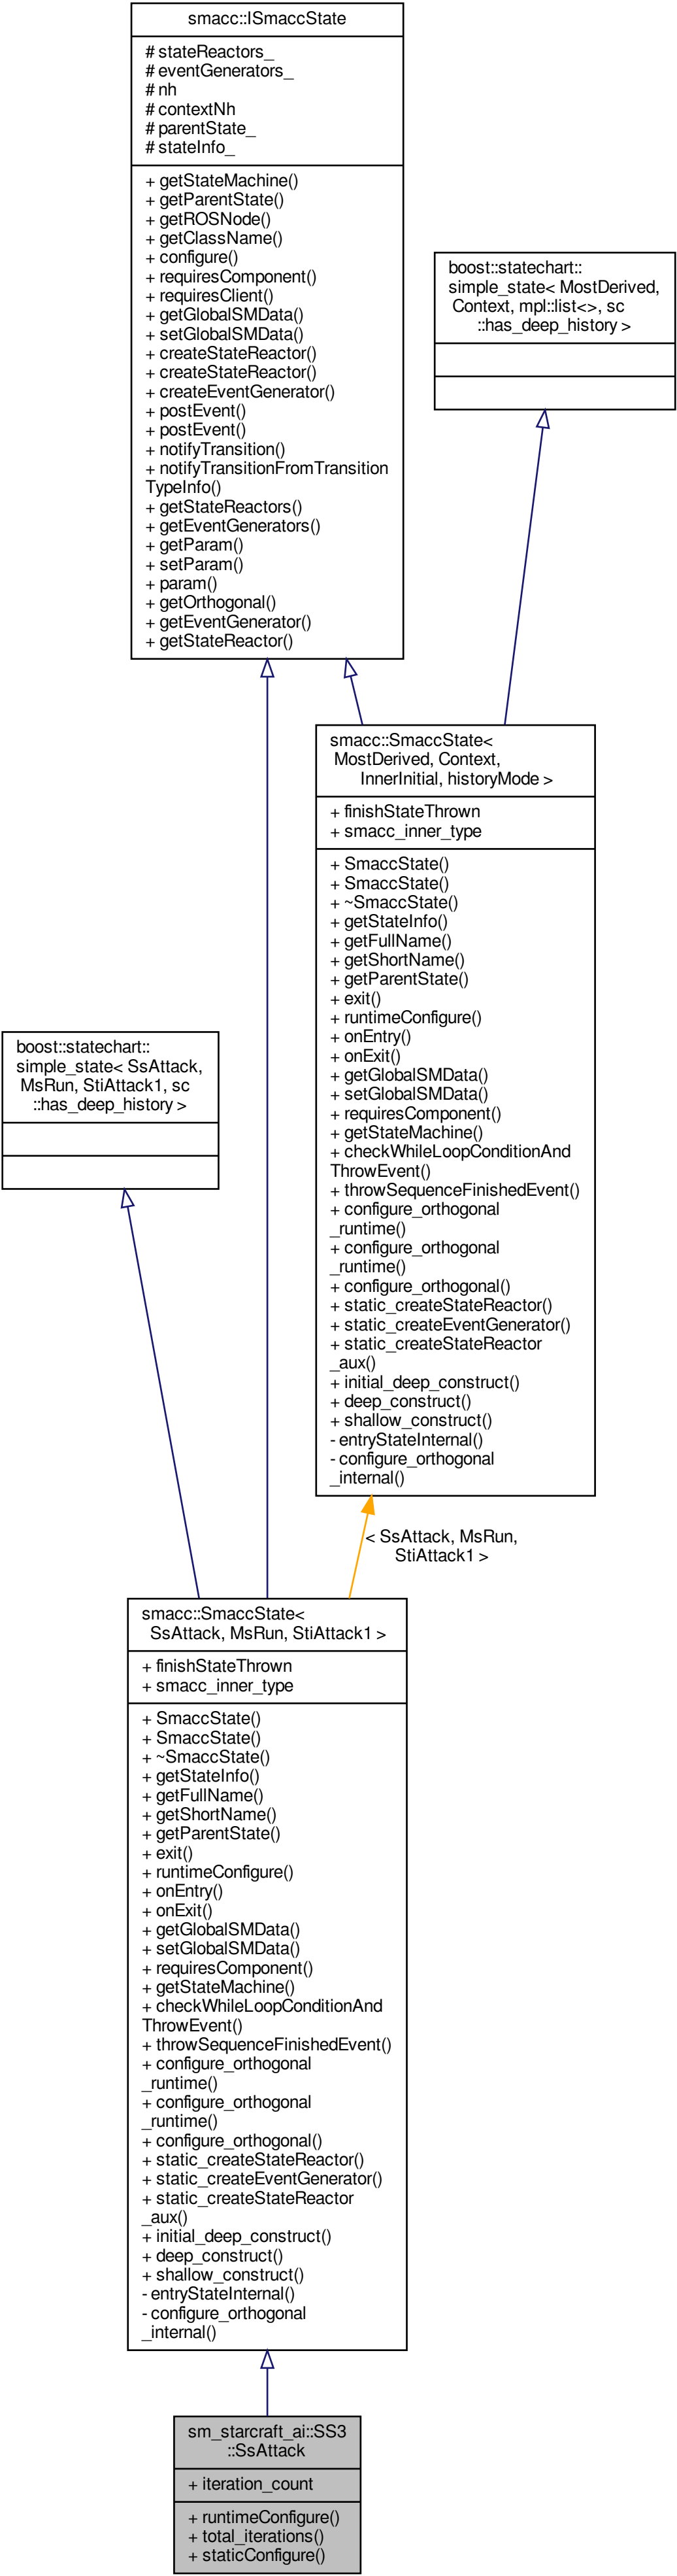 smacc::ISmaccState
# stateReactors_
# eventGenerators_
# nh
# contextNh
# parentState_
# stateInfo_
+ getStateMachine()
+ getParentState()
+ getROSNode()
+ getClassName()
+ configure()
+ requiresComponent()
+ requiresClient()
+ getGlobalSMData()
+ setGlobalSMData()
+ createStateReactor()
+ createStateReactor()
+ createEventGenerator()
+ postEvent()
+ postEvent()
+ notifyTransition()
+ notifyTransitionFromTransition
TypeInfo()
+ getStateReactors()
+ getEventGenerators()
+ getParam()
+ setParam()
+ param()
+ getOrthogonal()
+ getEventGenerator()
+ getStateReactor()
boost::statechart::
simple_state< MostDerived,
Context, mpl::list<>, sc
::has_deep_history >
smacc::SmaccState<
MostDerived, Context,
InnerInitial, historyMode >
+ finishStateThrown
+ smacc_inner_type
+ SmaccState()
+ SmaccState()
+ ~SmaccState()
+ getStateInfo()
+ getFullName()
+ getShortName()
+ getParentState()
+ exit()
+ runtimeConfigure()
+ onEntry()
+ onExit()
+ getGlobalSMData()
+ setGlobalSMData()
+ requiresComponent()
+ getStateMachine()
+ checkWhileLoopConditionAnd
ThrowEvent()
+ throwSequenceFinishedEvent()
+ configure_orthogonal
_runtime()
+ configure_orthogonal
_runtime()
+ configure_orthogonal()
+ static_createStateReactor()
+ static_createEventGenerator()
+ static_createStateReactor
_aux()
+ initial_deep_construct()
+ deep_construct()
+ shallow_construct()
- entryStateInternal()
- configure_orthogonal
_internal()
boost::statechart::
simple_state< SsAttack,
MsRun, StiAttack1, sc
::has_deep_history >
< SsAttack, MsRun,
StiAttack1 >
smacc::SmaccState<
SsAttack, MsRun, StiAttack1 >
+ finishStateThrown
+ smacc_inner_type
+ SmaccState()
+ SmaccState()
+ ~SmaccState()
+ getStateInfo()
+ getFullName()
+ getShortName()
+ getParentState()
+ exit()
+ runtimeConfigure()
+ onEntry()
+ onExit()
+ getGlobalSMData()
+ setGlobalSMData()
+ requiresComponent()
+ getStateMachine()
+ checkWhileLoopConditionAnd
ThrowEvent()
+ throwSequenceFinishedEvent()
+ configure_orthogonal
_runtime()
+ configure_orthogonal
_runtime()
+ configure_orthogonal()
+ static_createStateReactor()
+ static_createEventGenerator()
+ static_createStateReactor
_aux()
+ initial_deep_construct()
+ deep_construct()
+ shallow_construct()
- entryStateInternal()
- configure_orthogonal
_internal()
sm_starcraft_ai::SS3
::SsAttack
+ iteration_count
+ runtimeConfigure()
+ total_iterations()
+ staticConfigure()